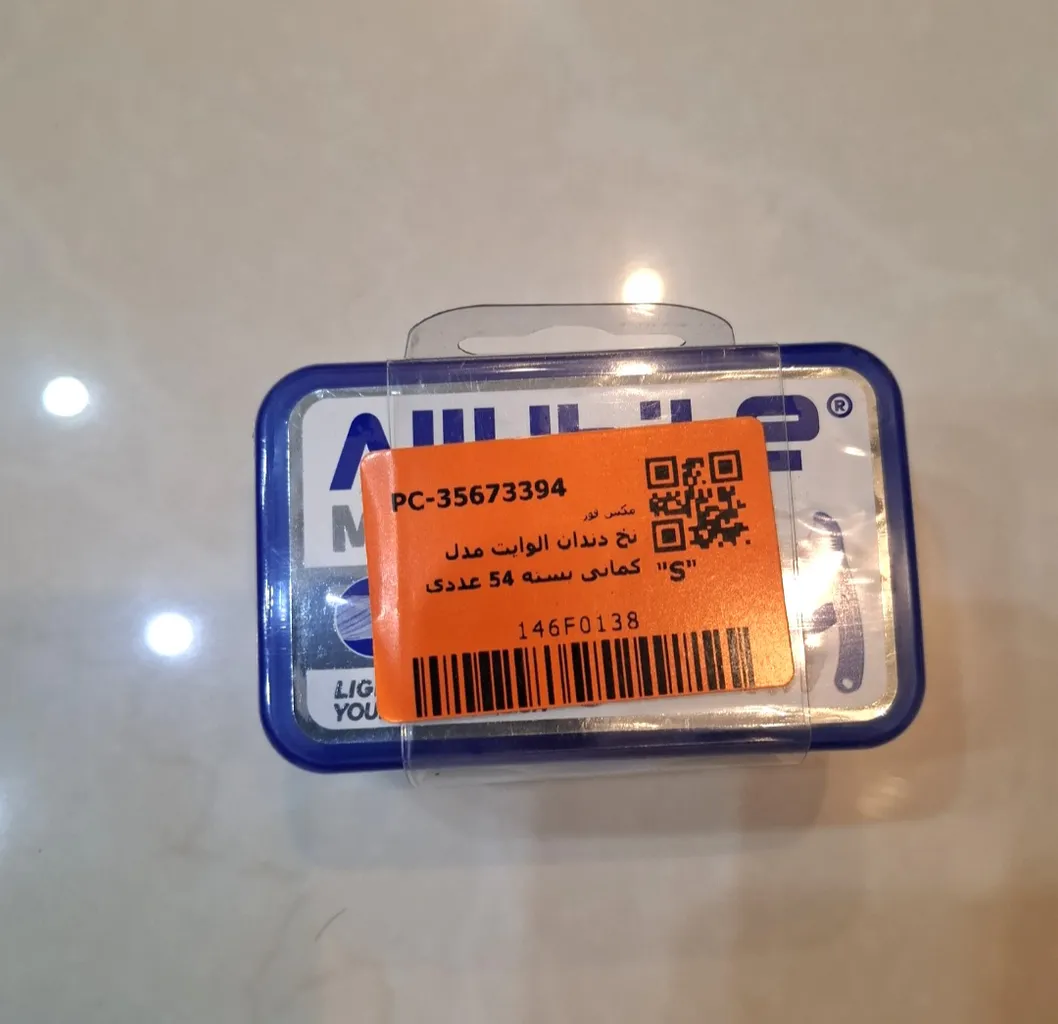 ®
PC-35673394
مکس فور
نخ دندان الوایت مدل
کمانی بسته 54 عددی
"S"
146F0138